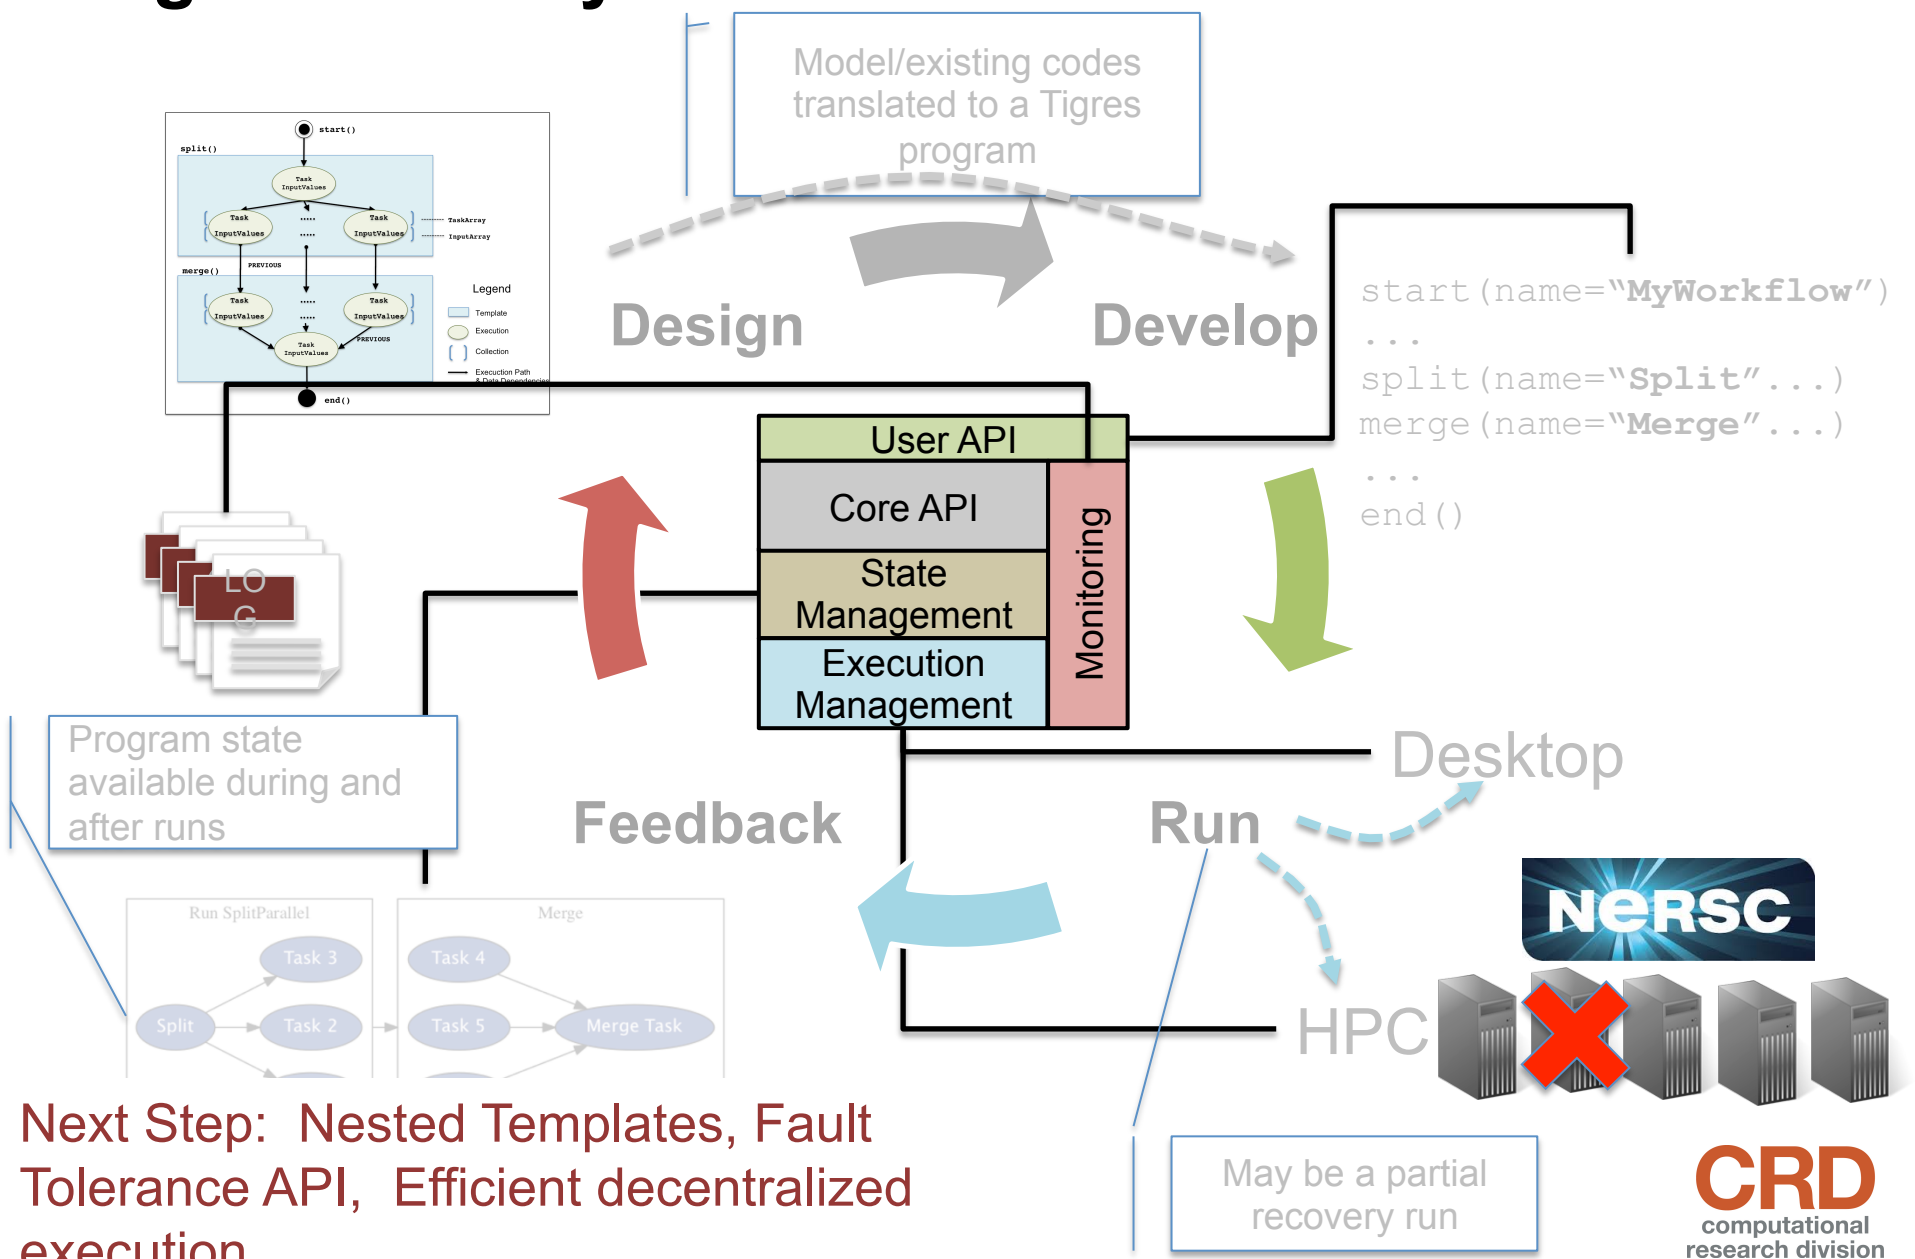 Model/existing codes
translated to a Tigres
program
start()
split()
Task
InputValues
Task
.....
Task
InputValues
.....
InputValues
TaskArray
InputArray
PREVIOUS
merge()
Task
.....
Task
InputValues
.....
InputValues
Task
InputValues
PREVIOUS
end()
Legend
Template
Execution
Collection
Execution Path
& Data Dependencies
Design
Develop
start(name=“MyWorkflow”)
...
split(name=“Split”...)
merge(name=“Merge”...)
...
end()
User API
Core API
State
Management
Execution
Management
Monitoring
LO
G
Program state
available during and
after runs
Feedback
Run
Desktop
HPC
NERSC
Run SplitParallel
Merge
Task 3
Task 4
Split
Task 2
Task 5
Merge Task
Next Step:  Nested Templates, Fault
Tolerance API,  Efficient decentralized
execution
May be a partial
recovery run
CRD
computational
research division